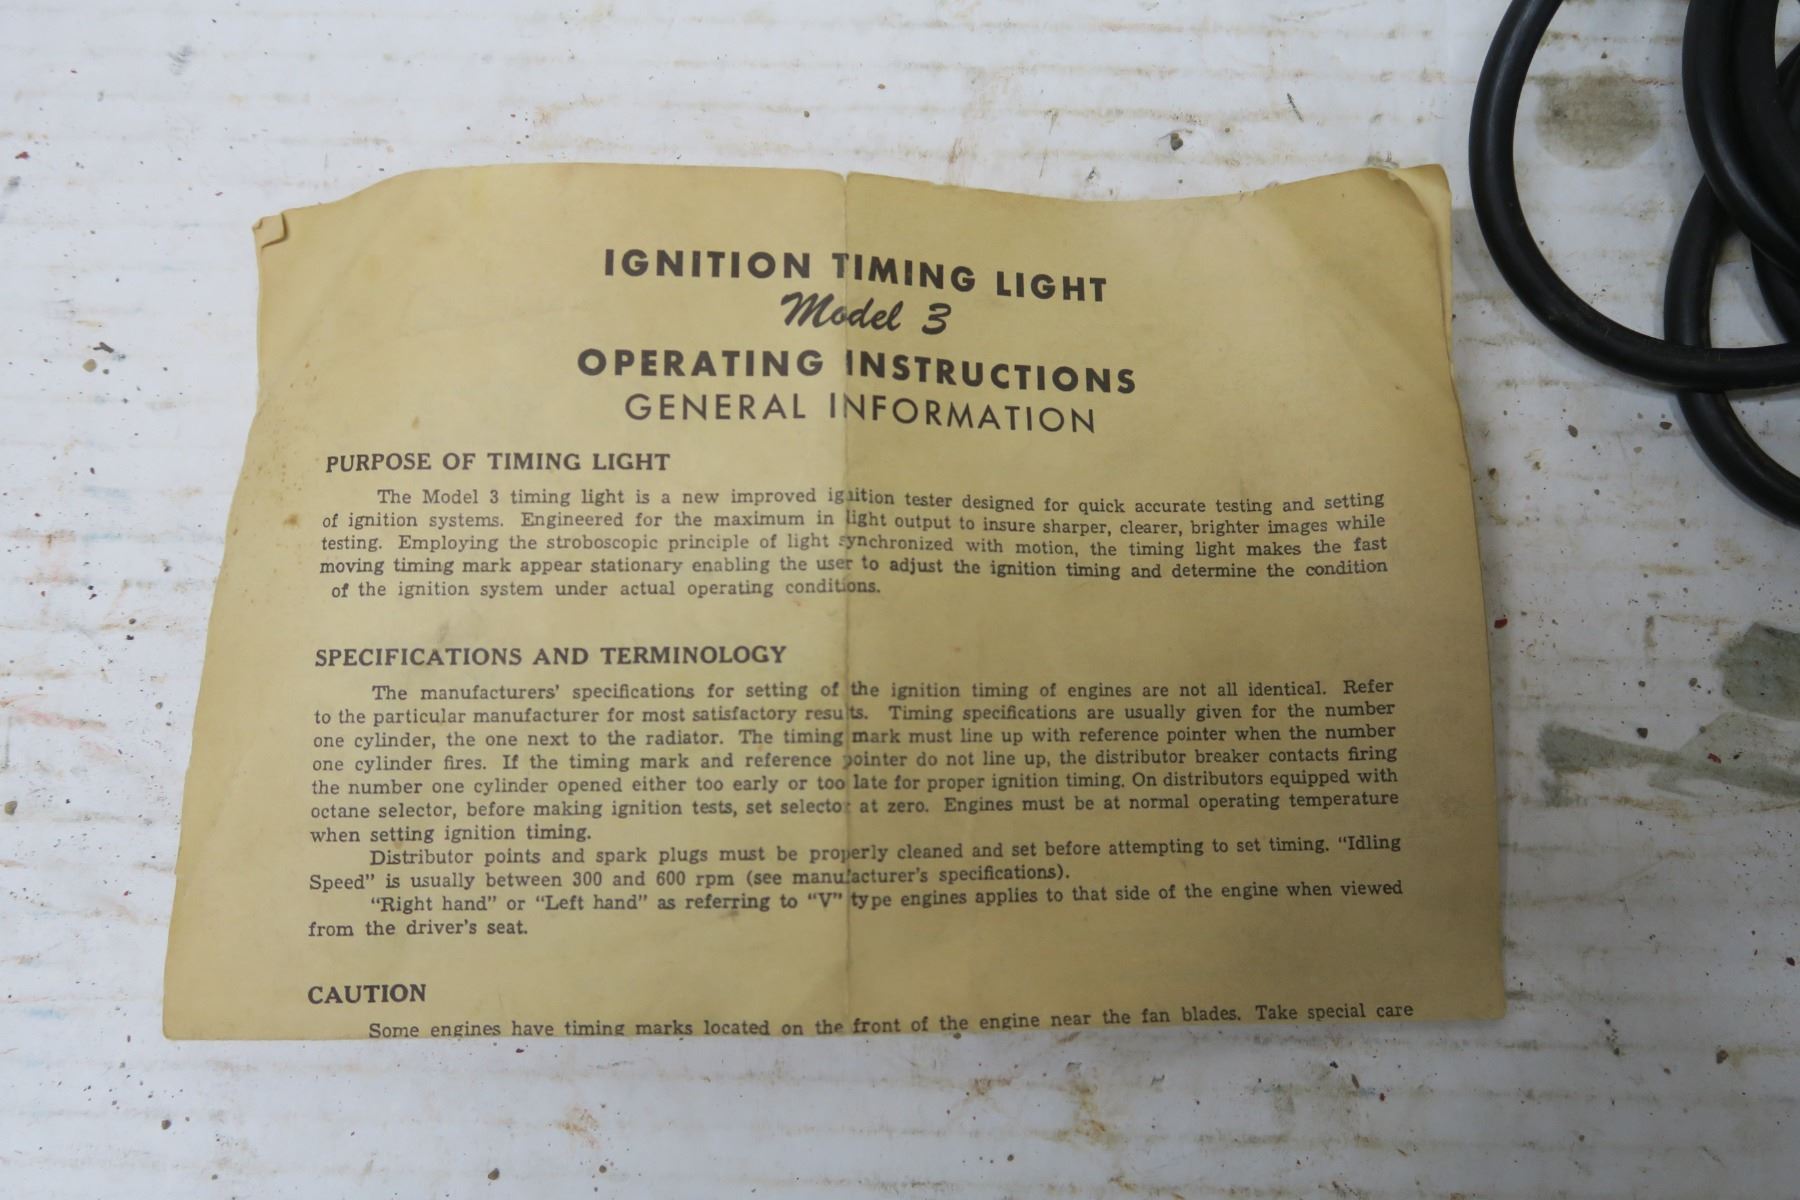 IGNITION TIMING LIGHT
Model 3
OPERATING INSTRUCTIONS
GENERAL INFORMATION
PURPOSE OF TIMING LIGHT
The Model 3 timing light is a new improved ignition tester designed for quick accurate testing and setting
of ignition systems. Engineered for the maximum in light output to insure sharper, clearer, brighter images while
testing. Employing the stroboscopic principle of light synchronized with motion, the timing light makes the fast
moving timing mark appear stationary enabling the user to adjust the ignition timing and determine the condition
of the ignition system under actual operating conditions.
SPECIFICATIONS AND TERMINOLOGY
The manufacturers' specifications for setting of the ignition timing of engines are not all identical. Refer
to the particular manufacturer for most satisfactory results. Timing specifications are usually given for the number
one cylinder, the one next to the radiator. The timing mark must line up with reference pointer when the number
one cylinder fires. If the timing mark and reference pointer do not line up, the distributor breaker contacts firing
the number one cylinder opened either too early or too late for proper ignition timing. On distributors equipped with
octane selector, before making ignition tests, set selector at zero. Engines must be at normal operating temperature
when setting ignition timing.
Distributor points and spark plugs must be properly cleaned and set before attempting to set timing. “Idling
Speed” is usually between 300 and 600 rpm (see manufacturer's specifications).
“Right hand” or “Left hand” as referring to “V” type engines applies to that side of the engine when viewed
from the driver's seat.
CAUTION
Some engines have timing marks located on the front of the engine near the fan blades. Take special care